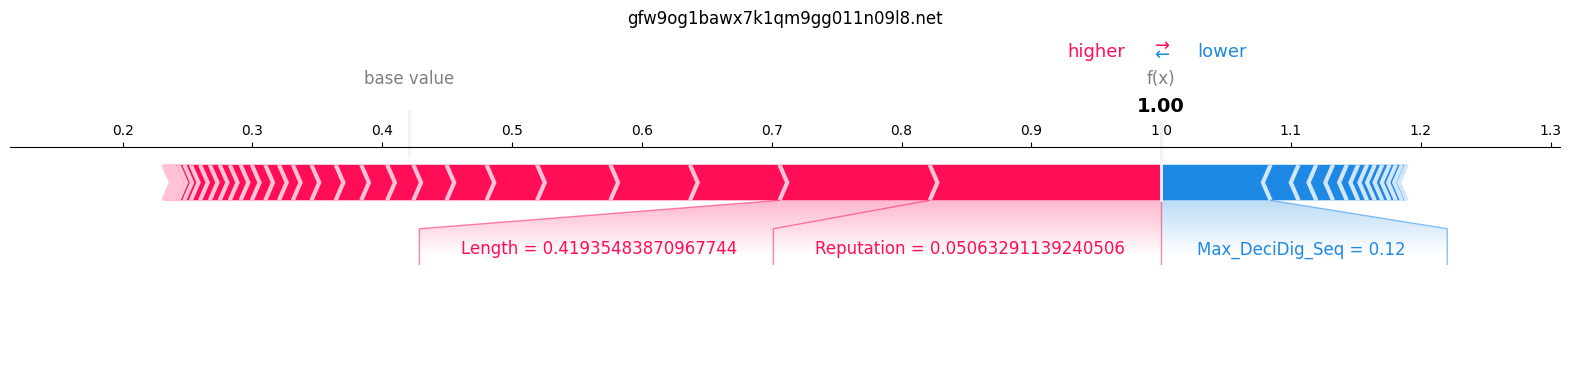 gfw9og1bawx7k1qm9gg011n09l8.net
higher ⇄ lower
base value f(x)
1.00
0.2 0.3 0.4 0.5 0.6 0.7 0.8 0.9 1.0 1.1 1.2 1.3
Length = 0.41935483870967744 Reputation = 0.05063291139240506 Max_DeciDig_Seq = 0.12